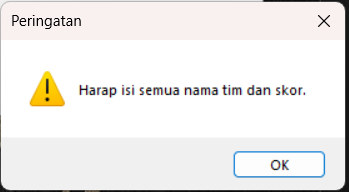 Peringatan
Harap isi semua nama tim dan skor.
OK